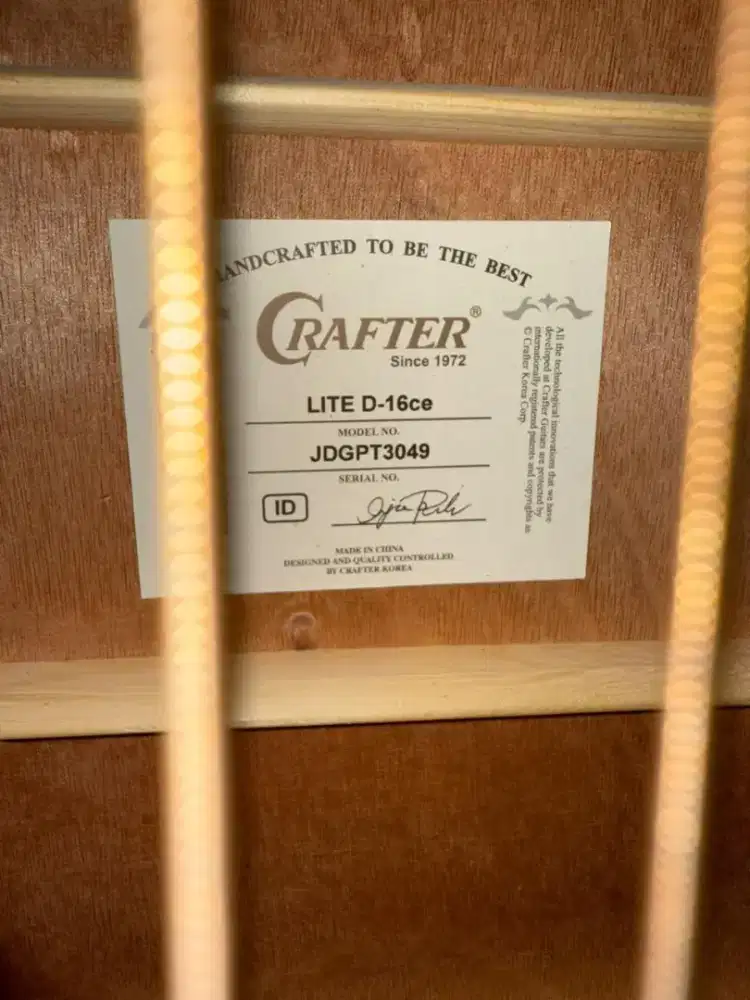 HANDCRAFTED TO BE THE BEST
CRAFTER®
Since 1972
LITE D-16ce
MODEL NO.
JDGPT3049
SERIAL NO.
ID
MADE IN CHINA
DESIGNED AND QUALITY CONTROLLED
BY CRAFTER KOREA
All the technological innovations that we have
developed at Crafter Guitars are protected by
internationally registered patents and copyrights as
© Crafter Korea Corp.